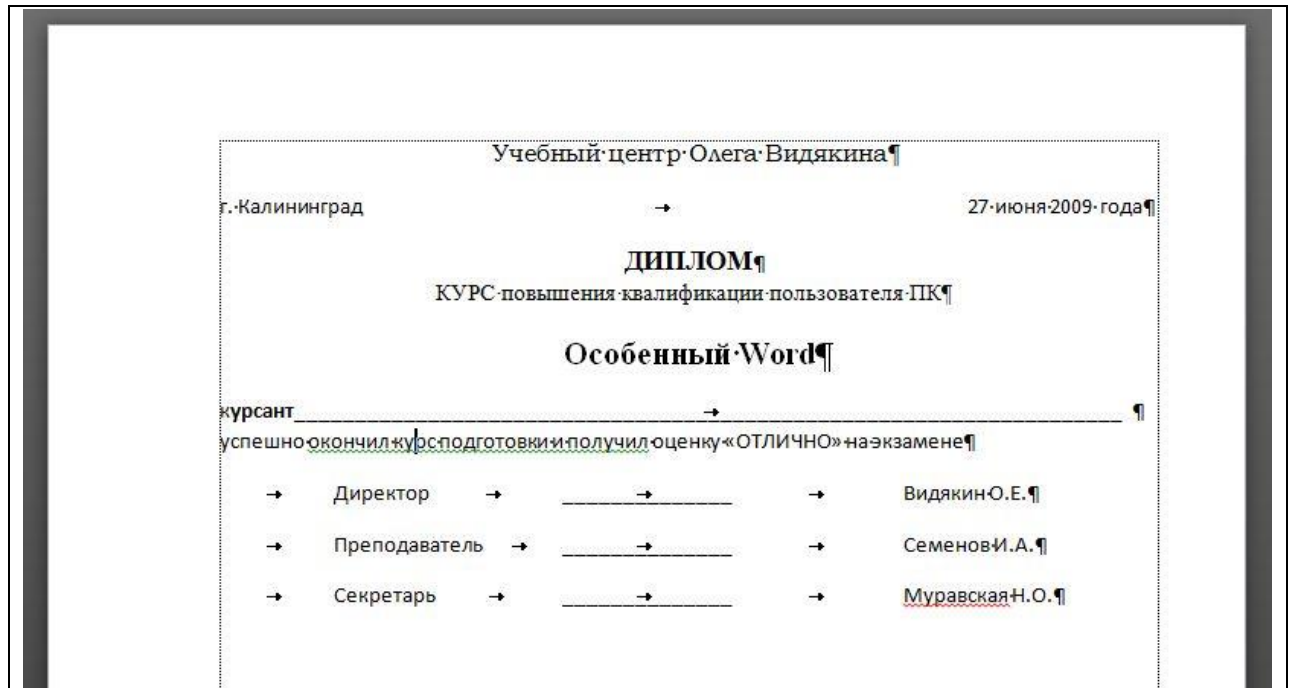 Учебный центр Олега Видякина¶
г. Калининград → 27 июня 2009 года¶
ДИПЛОМ¶
КУРС повышения квалификации пользователя ПК¶
Особенный Word¶
курсант → ¶
успешно окончил курс подготовки и получил оценку «ОТЛИЧНО» на экзамене¶
→ Директор → → → Видякин О.Е.¶
→ Преподаватель → → → Семенов И.А.¶
→ Секретарь → → → Муравская Н.О.¶